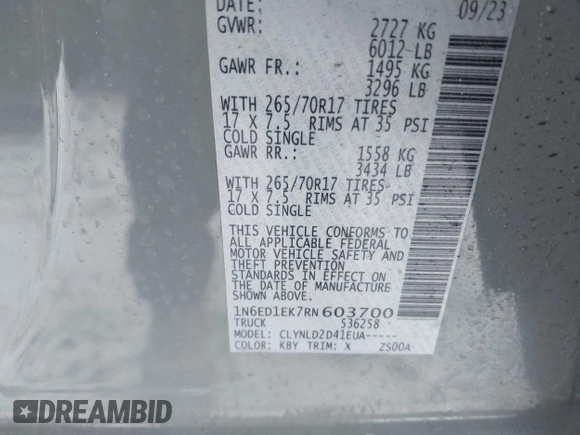 DATE: 09/23
GVWR: 2727 KG
6012 LB
GAWR FR.: 1495 KG
3296 LB
WITH 265/70R17 TIRES
17 X 7.5 RIMS AT 35 PSI
COLD SINGLE
GAWR RR.: 1558 KG
3434 LB
WITH 265/70R17 TIRES
17 X 7.5 RIMS AT 35 PSI
COLD SINGLE
THIS VEHICLE CONFORMS TO
ALL APPLICABLE FEDERAL
MOTOR VEHICLE SAFETY AND
THEFT PREVENTION
STANDARDS IN EFFECT ON
THE DATE OF MANUFACTURE
SHOWN ABOVE.
1N6ED1EK7RN603700
TRUCK 536258
MODEL: CLYNLD2D41EUA-----
COLOR: KBY TRIM: X ZS00A
DREAMBID